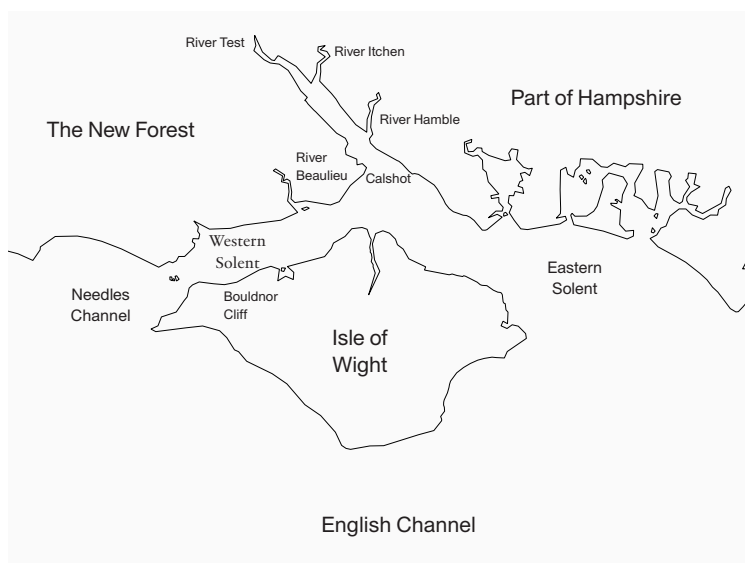 River Test
River Itchen
Part of Hampshire
River Hamble
The New Forest
River
Beaulieu
Calshot
Western
Solent
Eastern
Solent
Needles
Channel
Bouldnor
Cliff
Isle of
Wight
English Channel